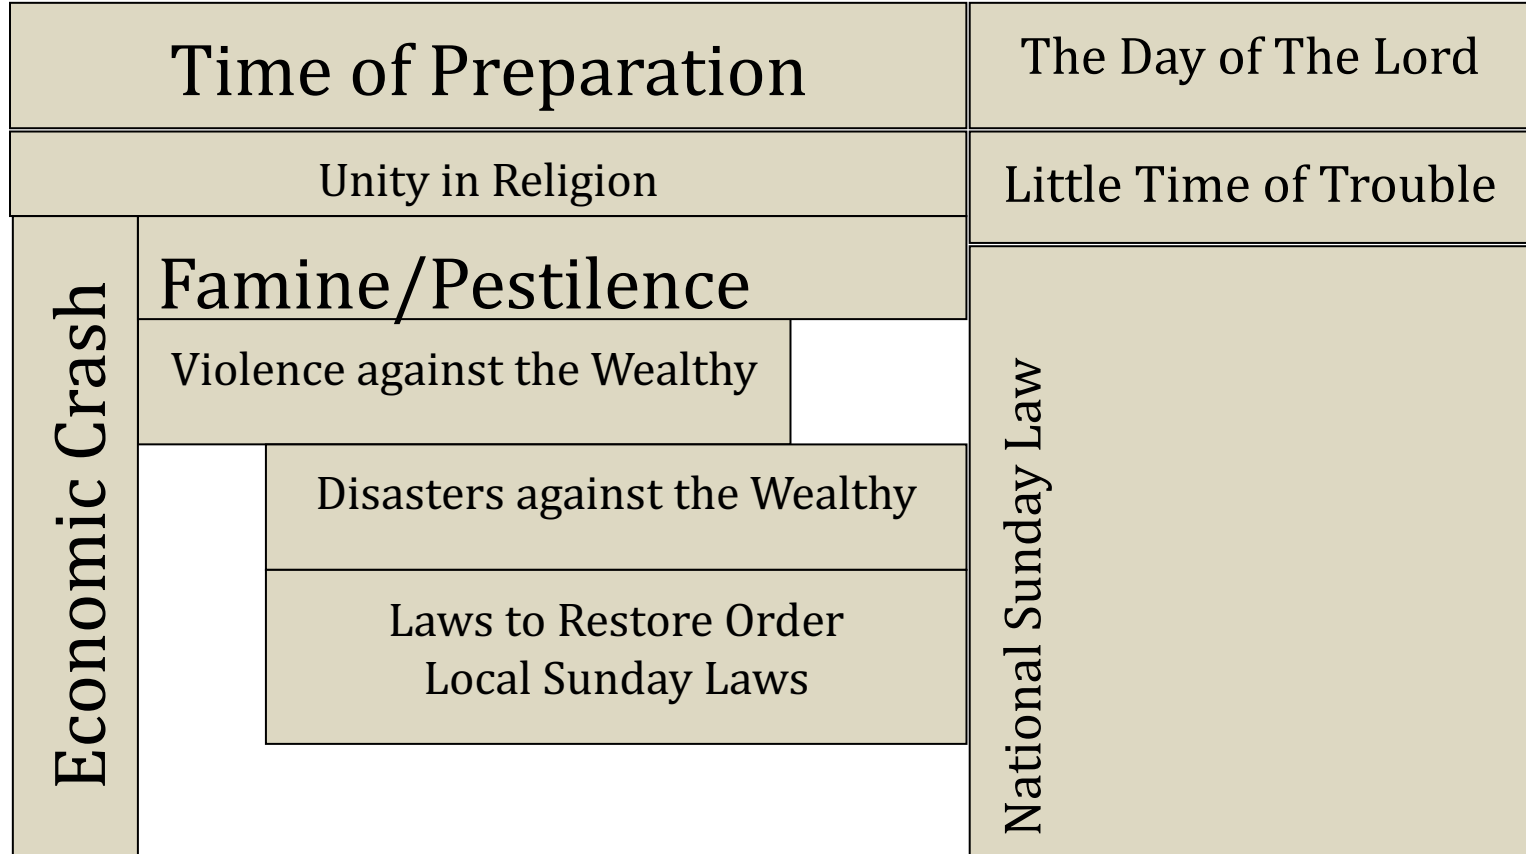 Time of Preparation
The Day of The Lord
Unity in Religion
Little Time of Trouble
Economic Crash
Famine/Pestilence
Violence against the Wealthy
Disasters against the Wealthy
Laws to Restore Order
Local Sunday Laws
National Sunday Law